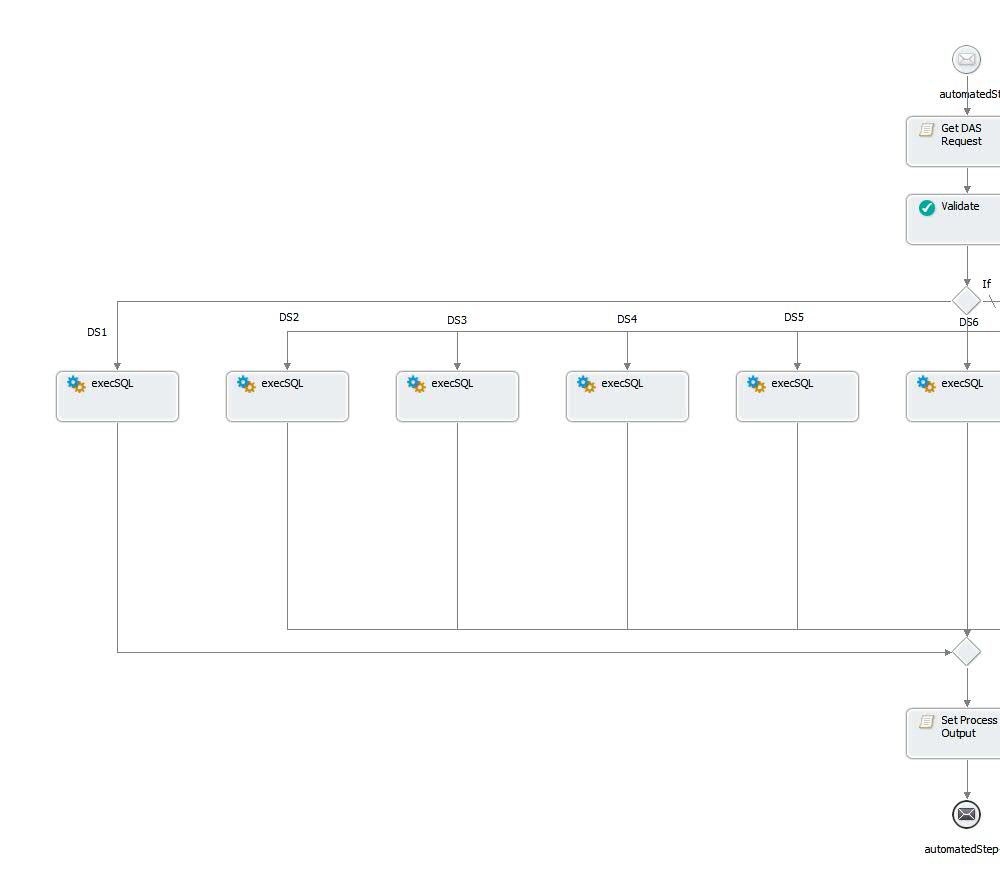 automatedSt
Get DAS
Request
Validate
If
DS1
DS2
DS3
DS4
DS5
DS6
execSQL
execSQL
execSQL
execSQL
execSQL
execSQL
Set Process
Output
automatedStep-